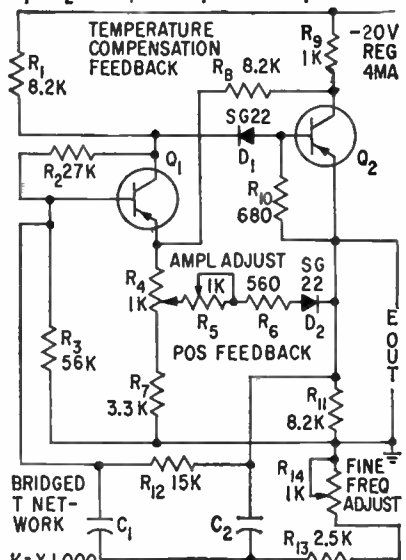 TEMPERATURE
COMPENSATION
FEEDBACK
R9
1K
-20V
REG
4MA
R1
8.2K
R8 8.2K
SG22
D1
Q1
Q2
R2 27K
R10
680
AMPL ADJUST
R4
1K
1K
R5
560
R6
SG
22
D2
POS FEEDBACK
R3
56K
E
OUT
R7
3.3K
R11
8.2K
R12 15K
R14
1K
FINE
FREQ
ADJUST
BRIDGED
T NET-
WORK
C1
C2
R13 2.5K
K=X1,000